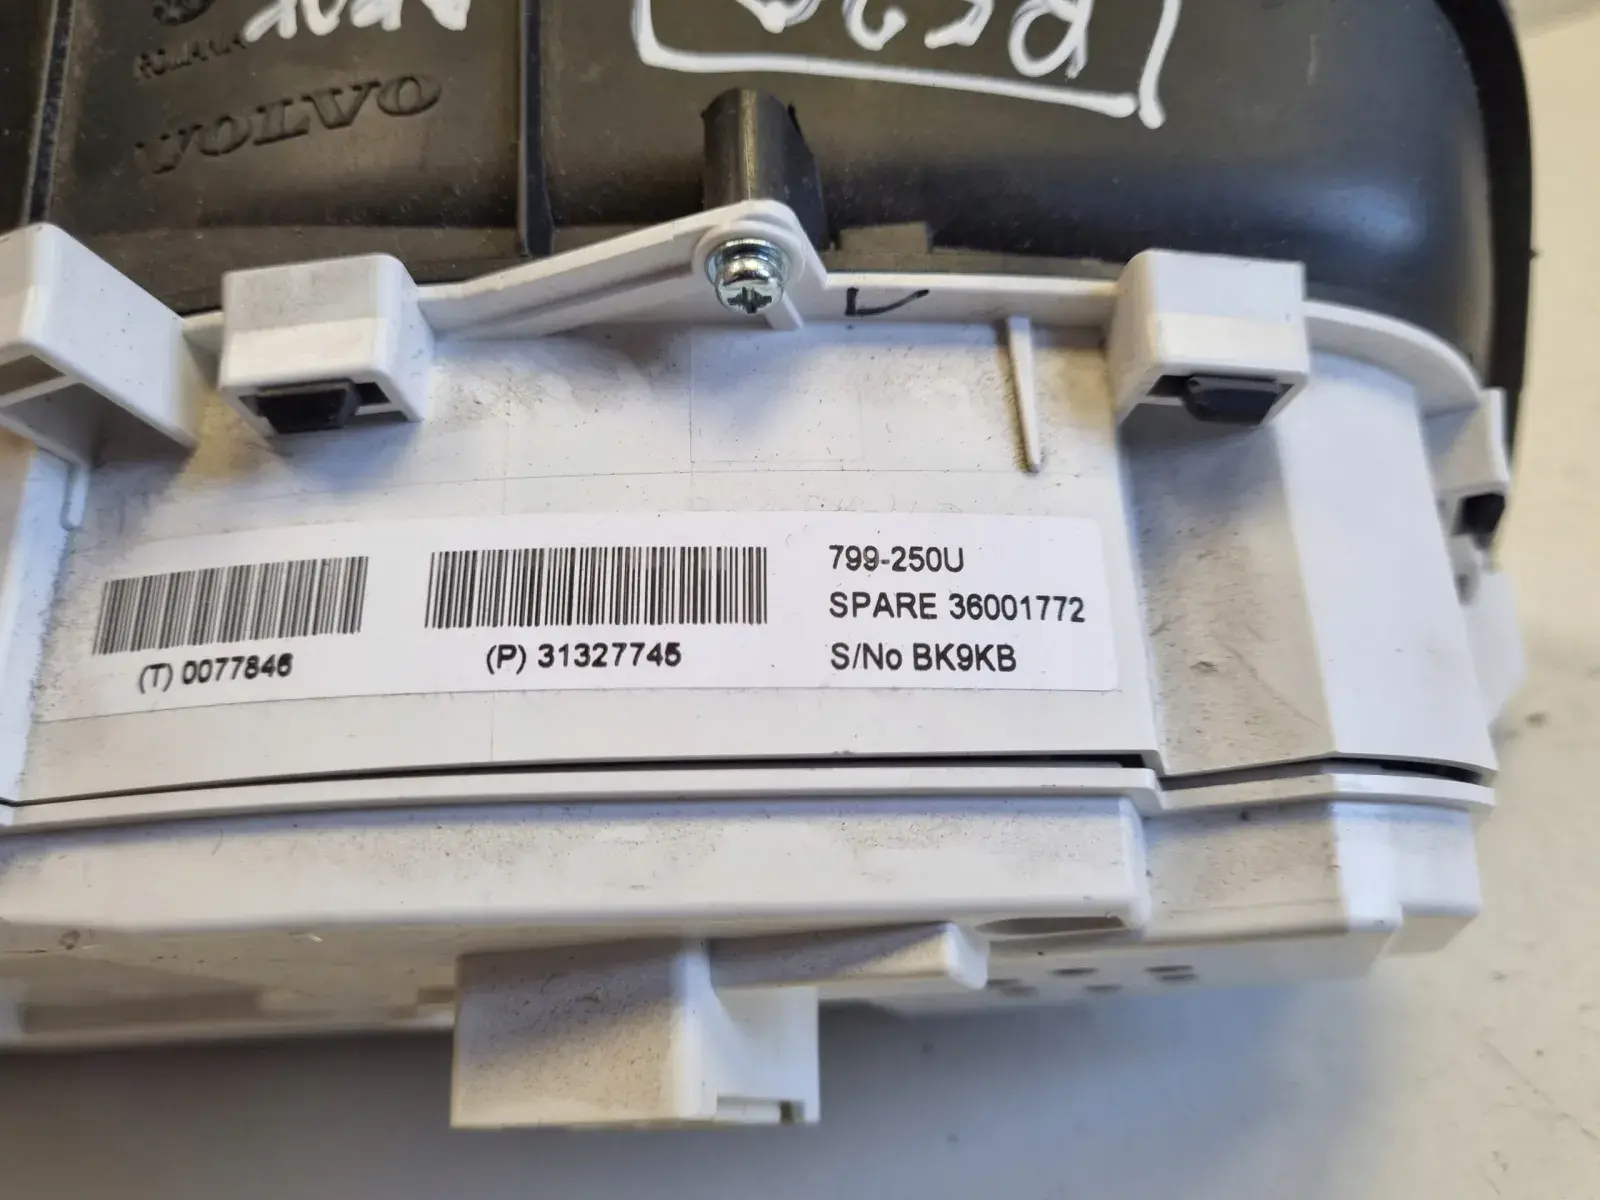 VOLVO
799-250U
SPARE 36001772
S/No BK9KB
(T) 0077846
(P) 31327745